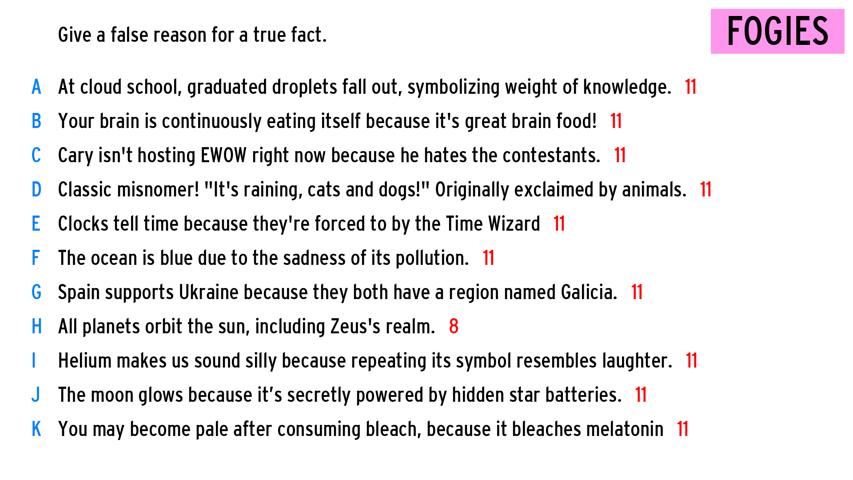 Give a false reason for a true fact.
FOGIES
A At cloud school, graduated droplets fall out, symbolizing weight of knowledge. 11
B Your brain is continuously eating itself because it's great brain food! 11
C Cary isn't hosting EWOW right now because he hates the contestants. 11
D Classic misnomer! "It's raining, cats and dogs!" Originally exclaimed by animals. 11
E Clocks tell time because they're forced to by the Time Wizard 11
F The ocean is blue due to the sadness of its pollution. 11
G Spain supports Ukraine because they both have a region named Galicia. 11
H All planets orbit the sun, including Zeus's realm. 8
I Helium makes us sound silly because repeating its symbol resembles laughter. 11
J The moon glows because it’s secretly powered by hidden star batteries. 11
K You may become pale after consuming bleach, because it bleaches melatonin 11